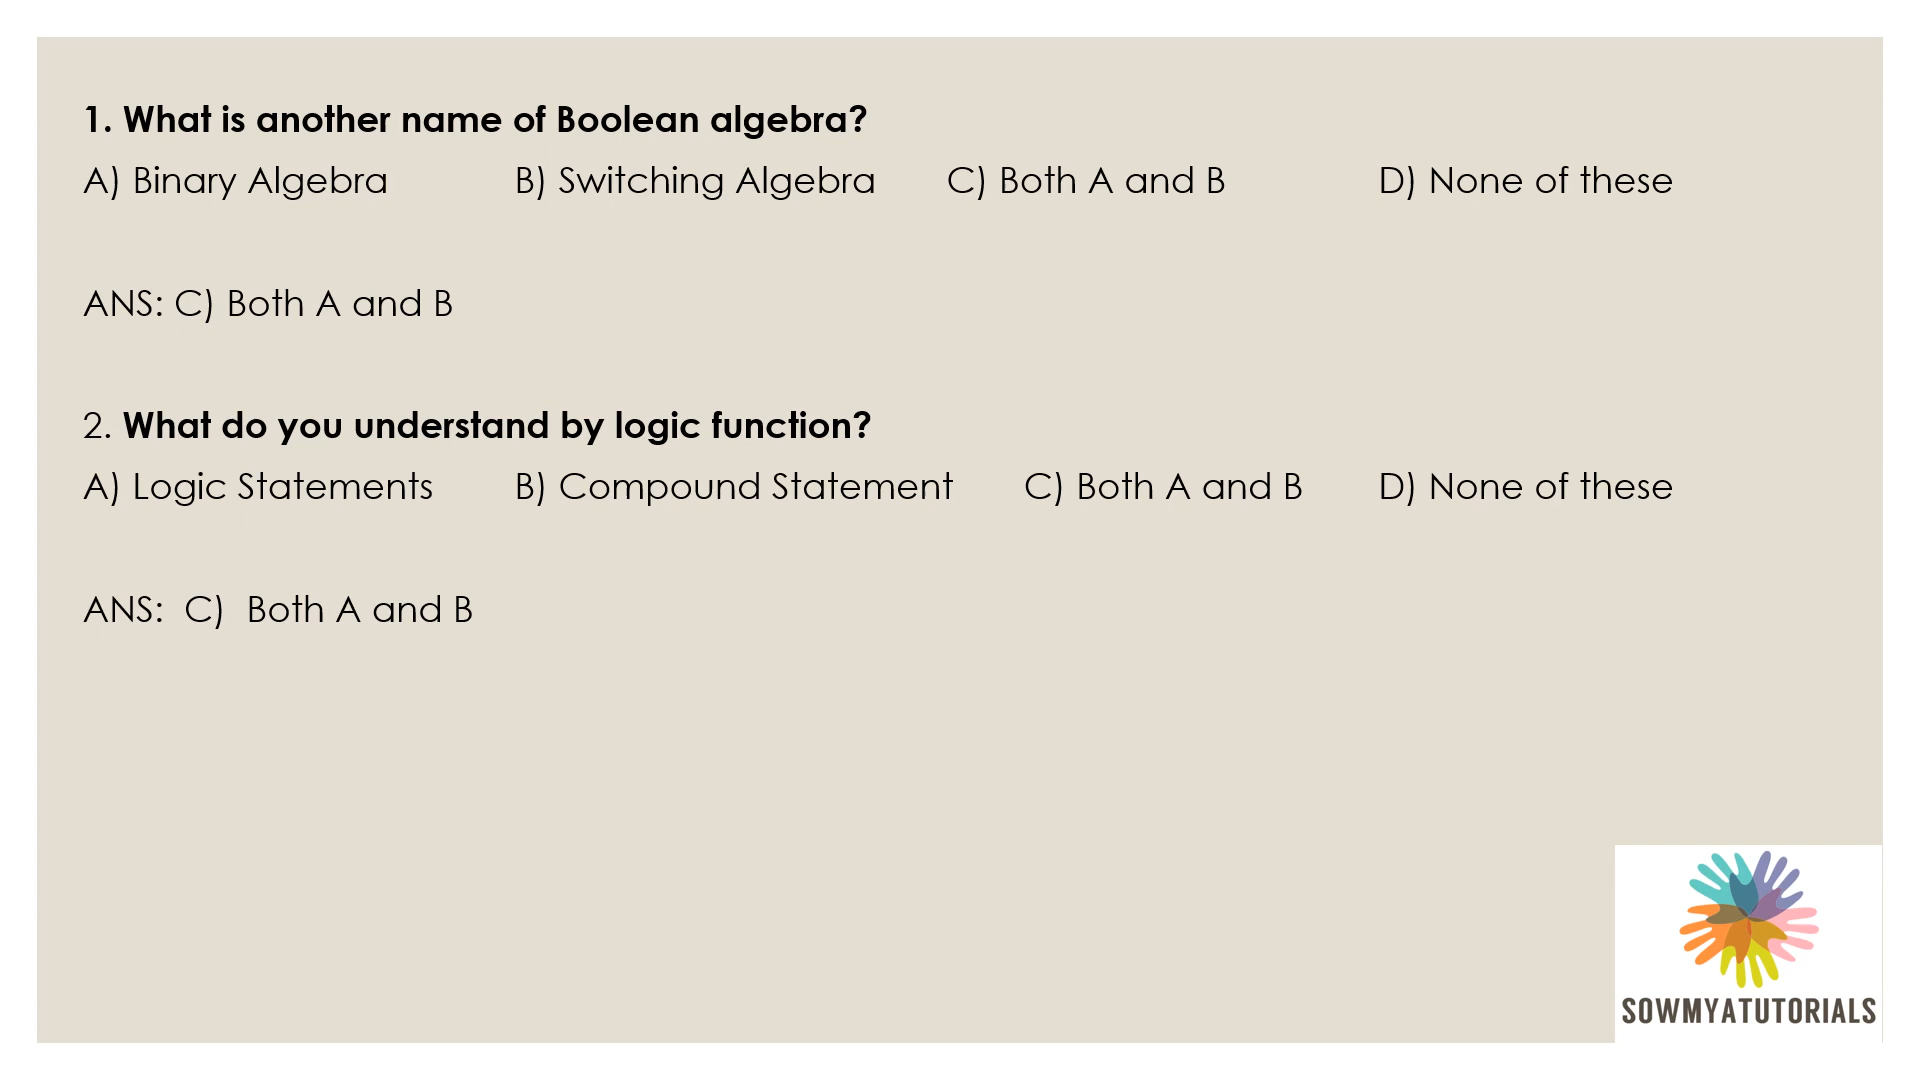 1. What is another name of Boolean algebra?
A) Binary Algebra B) Switching Algebra C) Both A and B D) None of these
ANS: C) Both A and B
2. What do you understand by logic function?
A) Logic Statements B) Compound Statement C) Both A and B D) None of these
ANS: C) Both A and B
SOWMYATUTORIALS